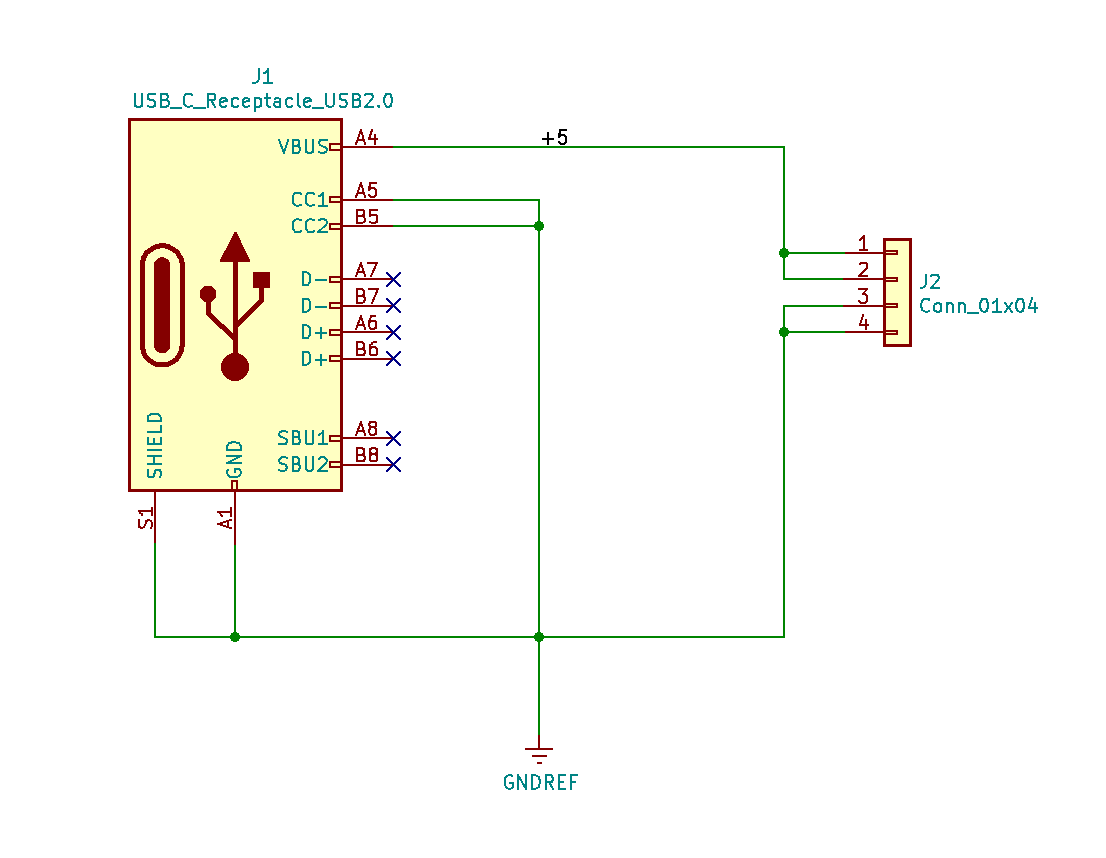 J1
USB_C_Receptacle_USB2.0
VBUS A4
+5
CC1 A5
CC2 B5
D- A7
D- B7
D+ A6
D+ B6
SBU1 A8
SBU2 B8
SHIELD
GND
S1
A1
1
2
3
4
J2
Conn_01x04
GNDREF